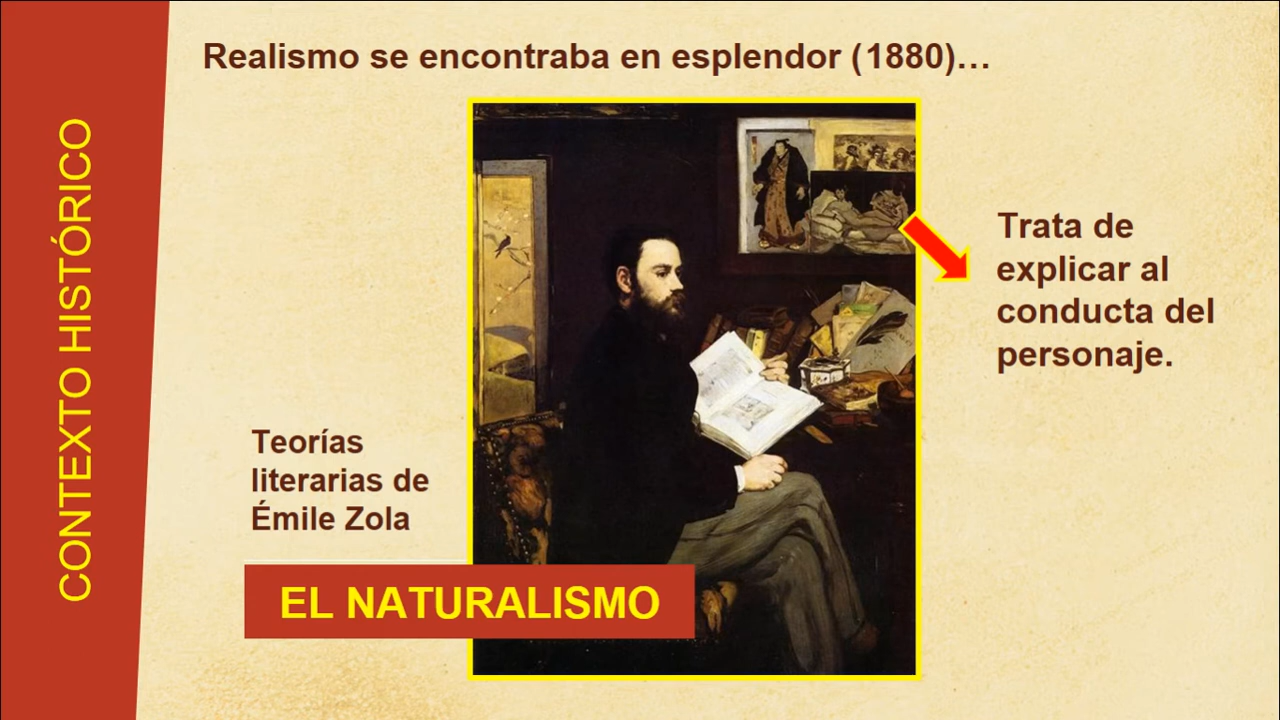 CONTEXTO HISTÓRICO
Realismo se encontraba en esplendor (1880)…
Trata de
explicar al
conducta del
personaje.
Teorías
literarias de
Émile Zola
EL NATURALISMO